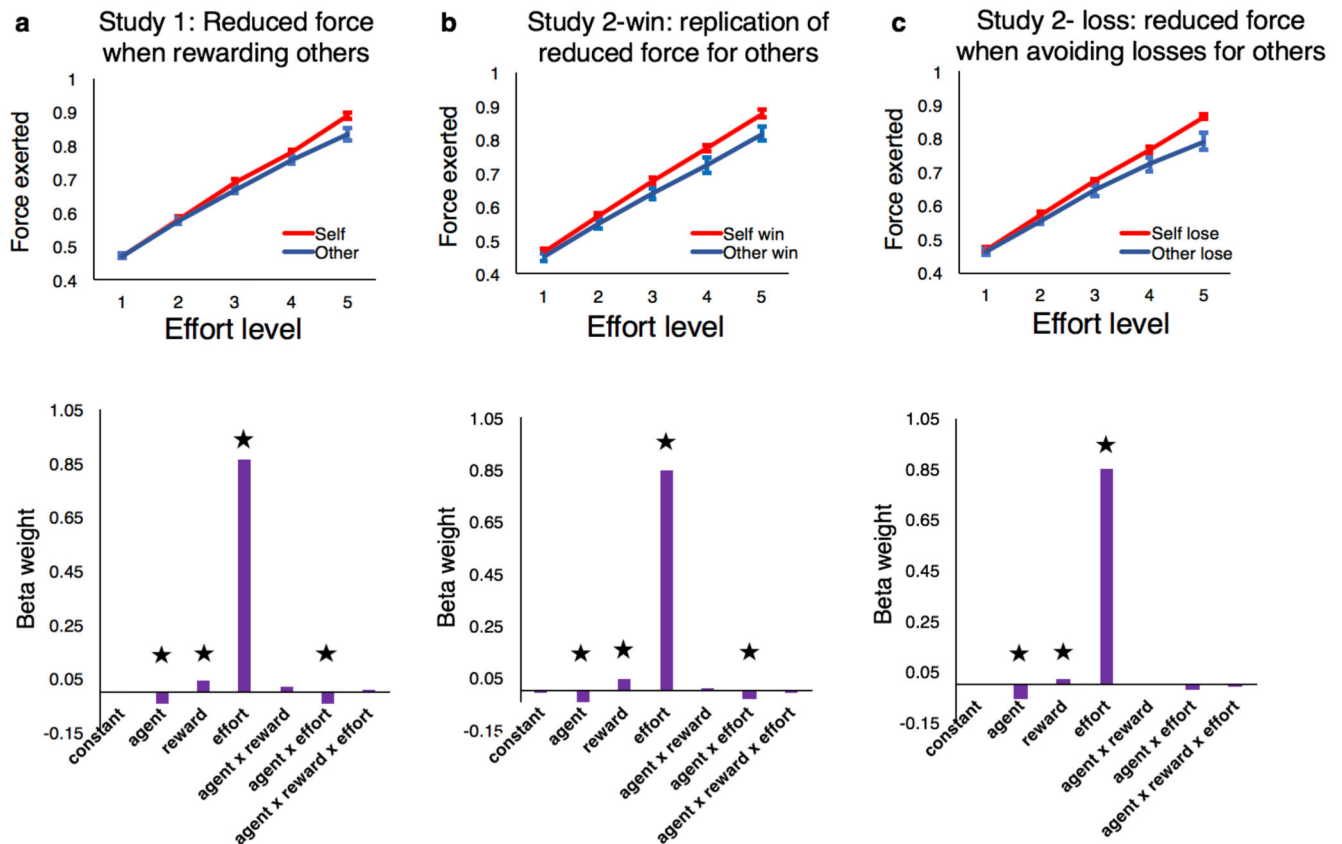 a
Study 1: Reduced force
when rewarding others
Force exerted
1
0.9
0.8
0.7
0.6
0.5
0.4
Self
Other
1 2 3 4 5
Effort level
b
Study 2-win: replication of
reduced force for others
Force exerted
1
0.9
0.8
0.7
0.6
0.5
0.4
Self win
Other win
1 2 3 4 5
Effort level
c
Study 2- loss: reduced force
when avoiding losses for others
Force exerted
1
0.9
0.8
0.7
0.6
0.5
0.4
Self lose
Other lose
1 2 3 4 5
Effort level
Beta weight
1.05
0.85
0.65
0.45
0.25
0.05
-0.15
constant
agent
reward
effort
agent x reward
agent x effort
agent x reward x effort
Beta weight
1.05
0.85
0.65
0.45
0.25
0.05
-0.15
constant
agent
reward
effort
agent x reward
agent x effort
agent x reward x effort
Beta weight
1.05
0.85
0.65
0.45
0.25
0.05
-0.15
constant
agent
reward
effort
agent x reward
agent x effort
agent x reward x effort